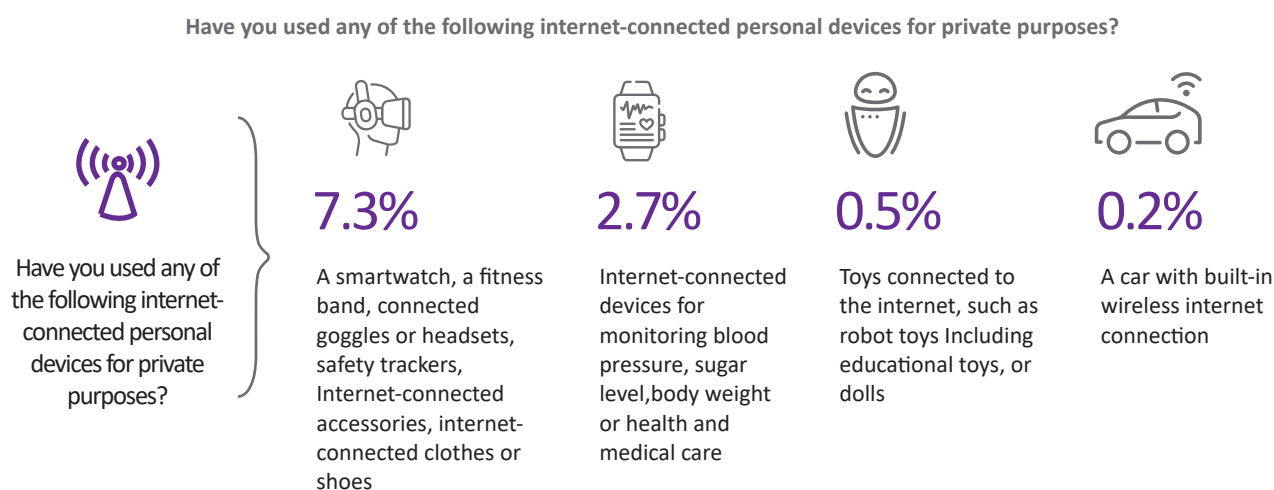 Have you used any of the following internet-connected personal devices for private purposes?
Have you used any of
the following internet-
connected personal
devices for private
purposes?
7.3%
A smartwatch, a fitness
band, connected
goggles or headsets,
safety trackers,
Internet-connected
accessories, internet-
connected clothes or
shoes
2.7%
Internet-connected
devices for
monitoring blood
pressure, sugar
level,body weight
or health and
medical care
0.5%
Toys connected to
the internet, such as
robot toys Including
educational toys, or
dolls
0.2%
A car with built-in
wireless internet
connection